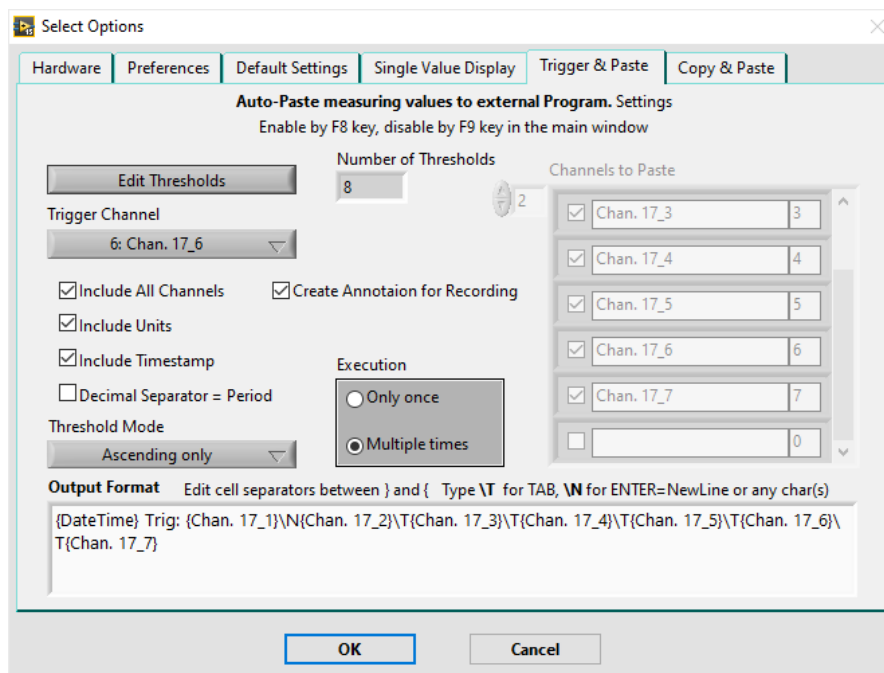 Select Options
Hardware
Preferences
Default Settings
Single Value Display
Trigger & Paste
Copy & Paste
Auto-Paste measuring values to external Program. Settings
Enable by F8 key, disable by F9 key in the main window
Edit Thresholds
Number of Thresholds
8
2
Channels to Paste
Chan. 17_3 3
Chan. 17_4 4
Chan. 17_5 5
Chan. 17_6 6
Chan. 17_7 7
0
Trigger Channel
6: Chan. 17_6
Include All Channels
Create Annotaion for Recording
Include Units
Include Timestamp
Decimal Separator = Period
Execution
Only once
Multiple times
Threshold Mode
Ascending only
Output Format Edit cell separators between } and { Type \T for TAB, \N for ENTER=NewLine or any char(s)
{DateTime} Trig: {Chan. 17_1}\N{Chan. 17_2}\T{Chan. 17_3}\T{Chan. 17_4}\T{Chan. 17_5}\T{Chan. 17_6}\
T{Chan. 17_7}
OK
Cancel